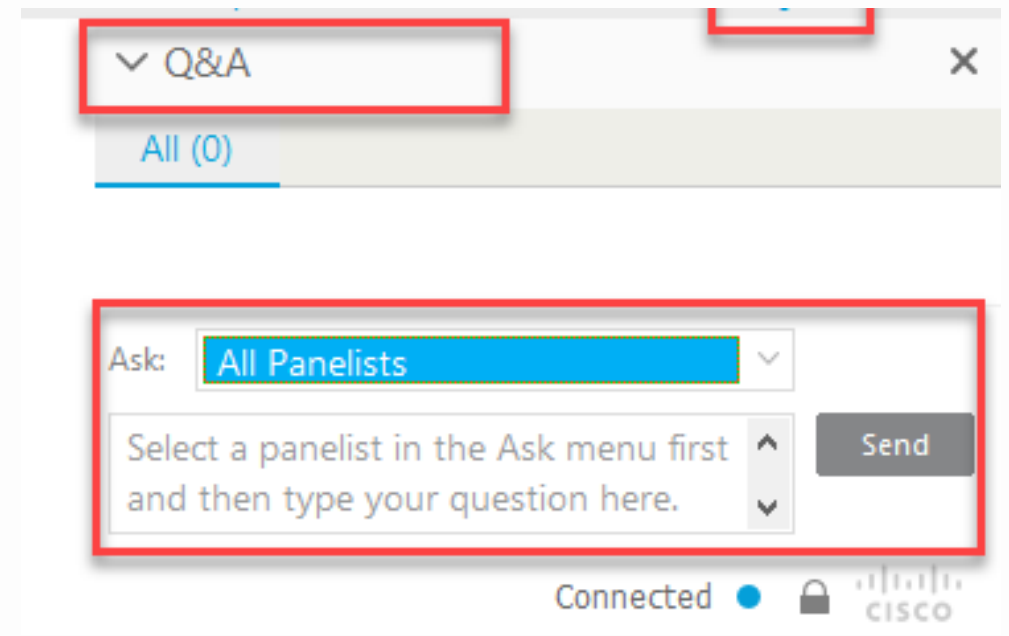 Q&A
All (0)
Ask: All Panelists
Select a panelist in the Ask menu first
and then type your question here.
Send
Connected
CISCO